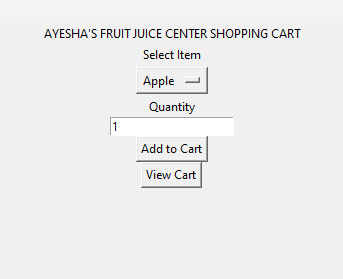 AYESHA'S FRUIT JUICE CENTER SHOPPING CART
Select Item
Apple
Quantity
1
Add to Cart
View Cart